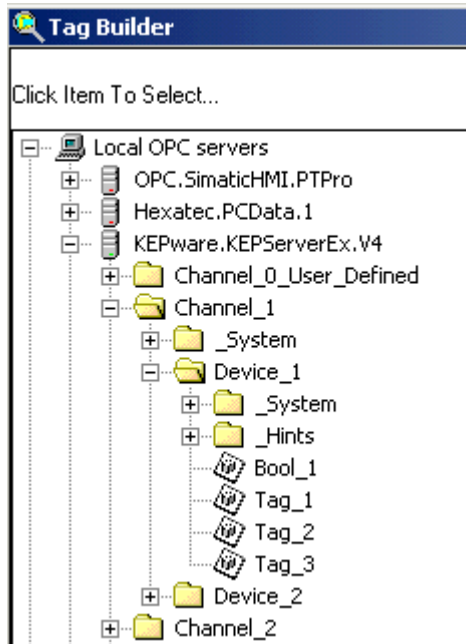 Tag Builder
Click Item To Select...
Local OPC servers
OPC.SimaticHMI.PTPro
Hexatec.PCData.1
KEPware.KEPServerEx.V4
Channel_0_User_Defined
Channel_1
_System
Device_1
_System
_Hints
Bool_1
Tag_1
Tag_2
Tag_3
Device_2
Channel_2